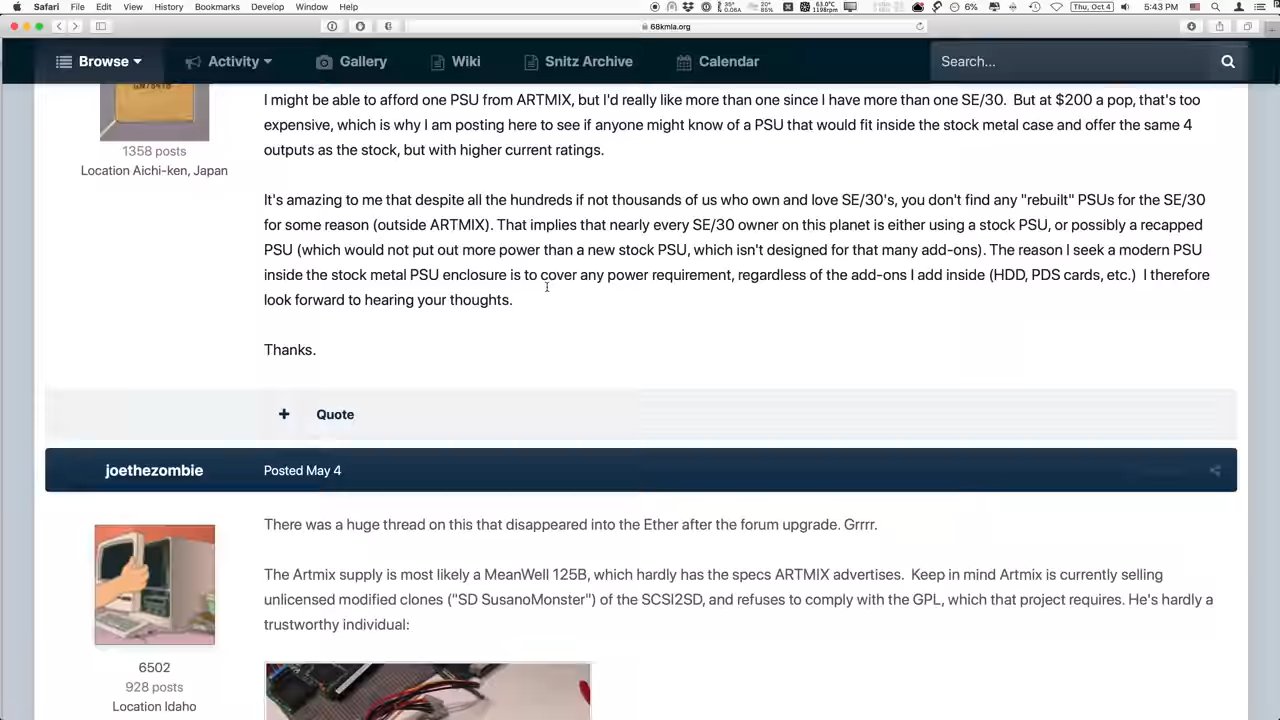 Safari File Edit View History Bookmarks Develop Window Help
63.0°C
1198rpm
6% Thu, Oct 4 5:43 PM
68kmla.org
Browse Activity Gallery Wiki Snitz Archive Calendar Search...
I might be able to afford one PSU from ARTMIX, but I'd really like more than one since I have more than one SE/30. But at $200 a pop, that's too
expensive, which is why I am posting here to see if anyone might know of a PSU that would fit inside the stock metal case and offer the same 4
outputs as the stock, but with higher current ratings.
1358 posts
Location Aichi-ken, Japan
It's amazing to me that despite all the hundreds if not thousands of us who own and love SE/30's, you don't find any "rebuilt" PSUs for the SE/30
for some reason (outside ARTMIX). That implies that nearly every SE/30 owner on this planet is either using a stock PSU, or possibly a recapped
PSU (which would not put out more power than a new stock PSU, which isn't designed for that many add-ons). The reason I seek a modern PSU
inside the stock metal PSU enclosure is to cover any power requirement, regardless of the add-ons I add inside (HDD, PDS cards, etc.) I therefore
look forward to hearing your thoughts.
Thanks.
+ Quote
joethezombie Posted May 4
There was a huge thread on this that disappeared into the Ether after the forum upgrade. Grrrr.
The Artmix supply is most likely a MeanWell 125B, which hardly has the specs ARTMIX advertises. Keep in mind Artmix is currently selling
unlicensed modified clones ("SD SusanoMonster") of the SCSI2SD, and refuses to comply with the GPL, which that project requires. He's hardly a
trustworthy individual:
6502
928 posts
Location Idaho